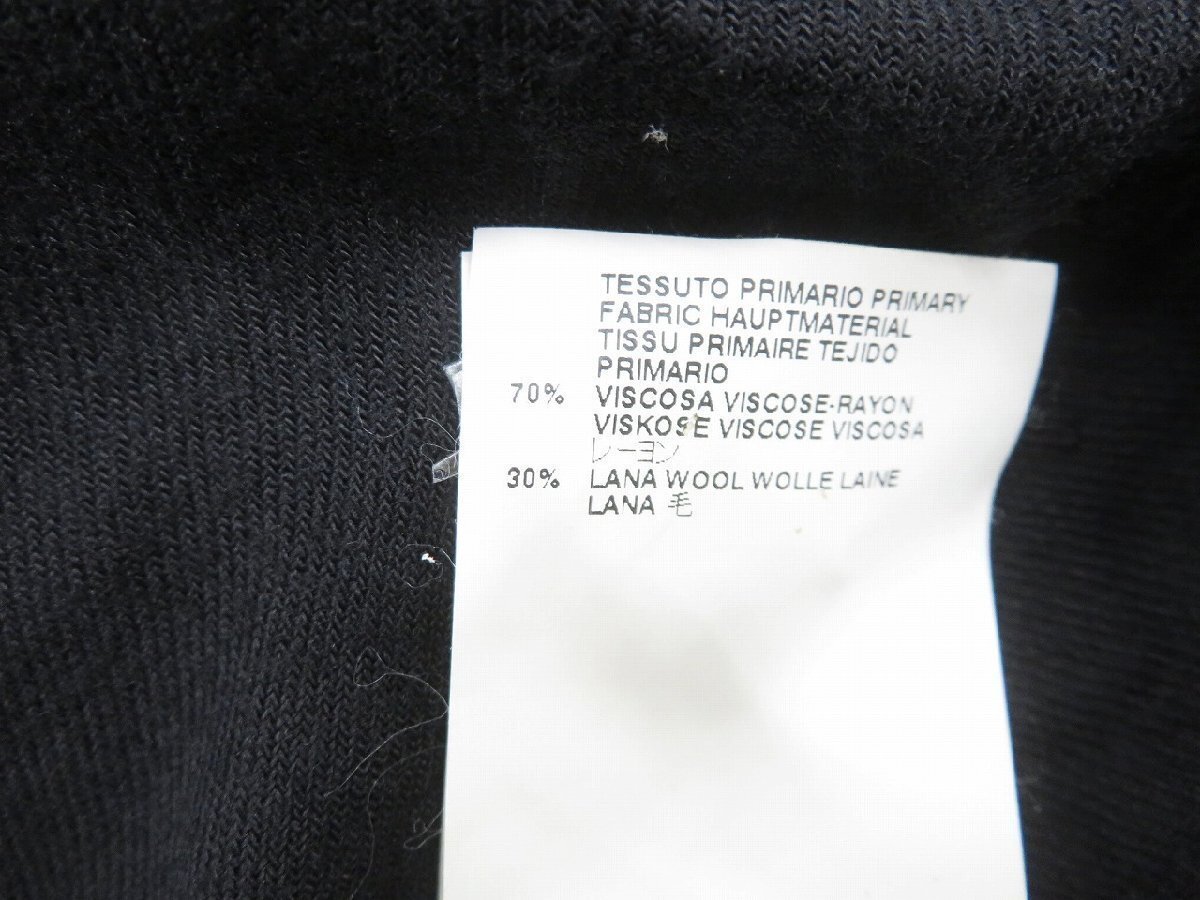 TESSUTO PRIMARIO PRIMARY
FABRIC HAUPTMATERIAL
TISSU PRIMAIRE TEJIDO
PRIMARIO
70% VISCOSA VISCOSE-RAYON
VISKOSE VISCOSE VISCOSA
レーヨン
30% LANA WOOL WOLLE LAINE
LANA 毛